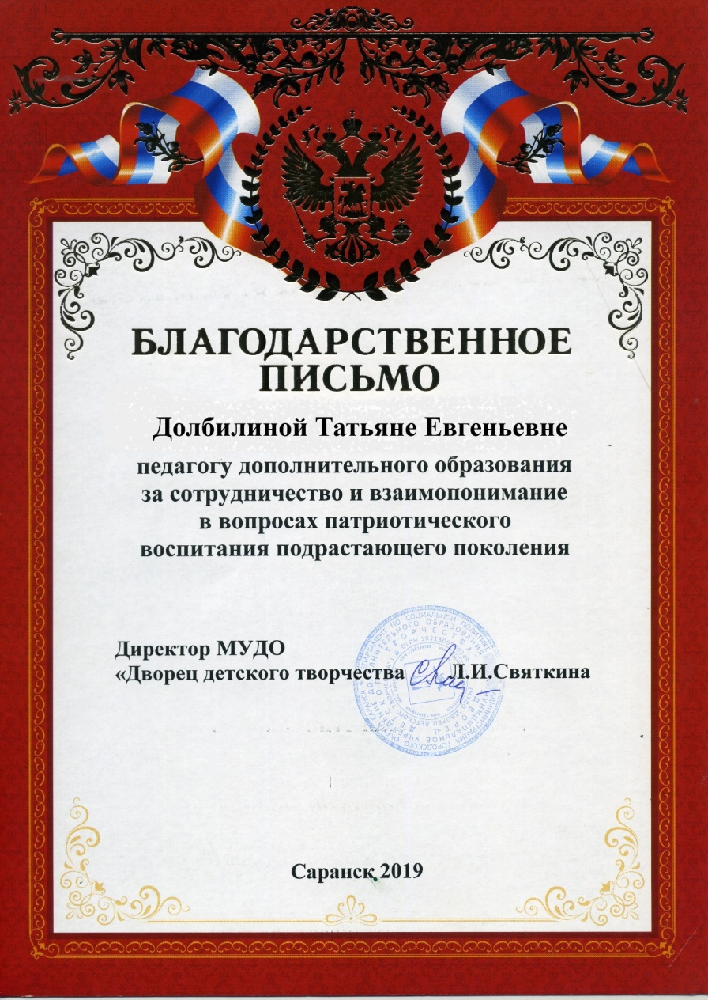 БЛАГОДАРСТВЕННОЕ
ПИСЬМО
Долбилиной Татьяне Евгеньевне
педагогу дополнительного образования
за сотрудничество и взаимопонимание
в вопросах патриотического
воспитания подрастающего поколения
Директор МУДО
«Дворец детского творчества Л.И.Святкина
Саранск 2019